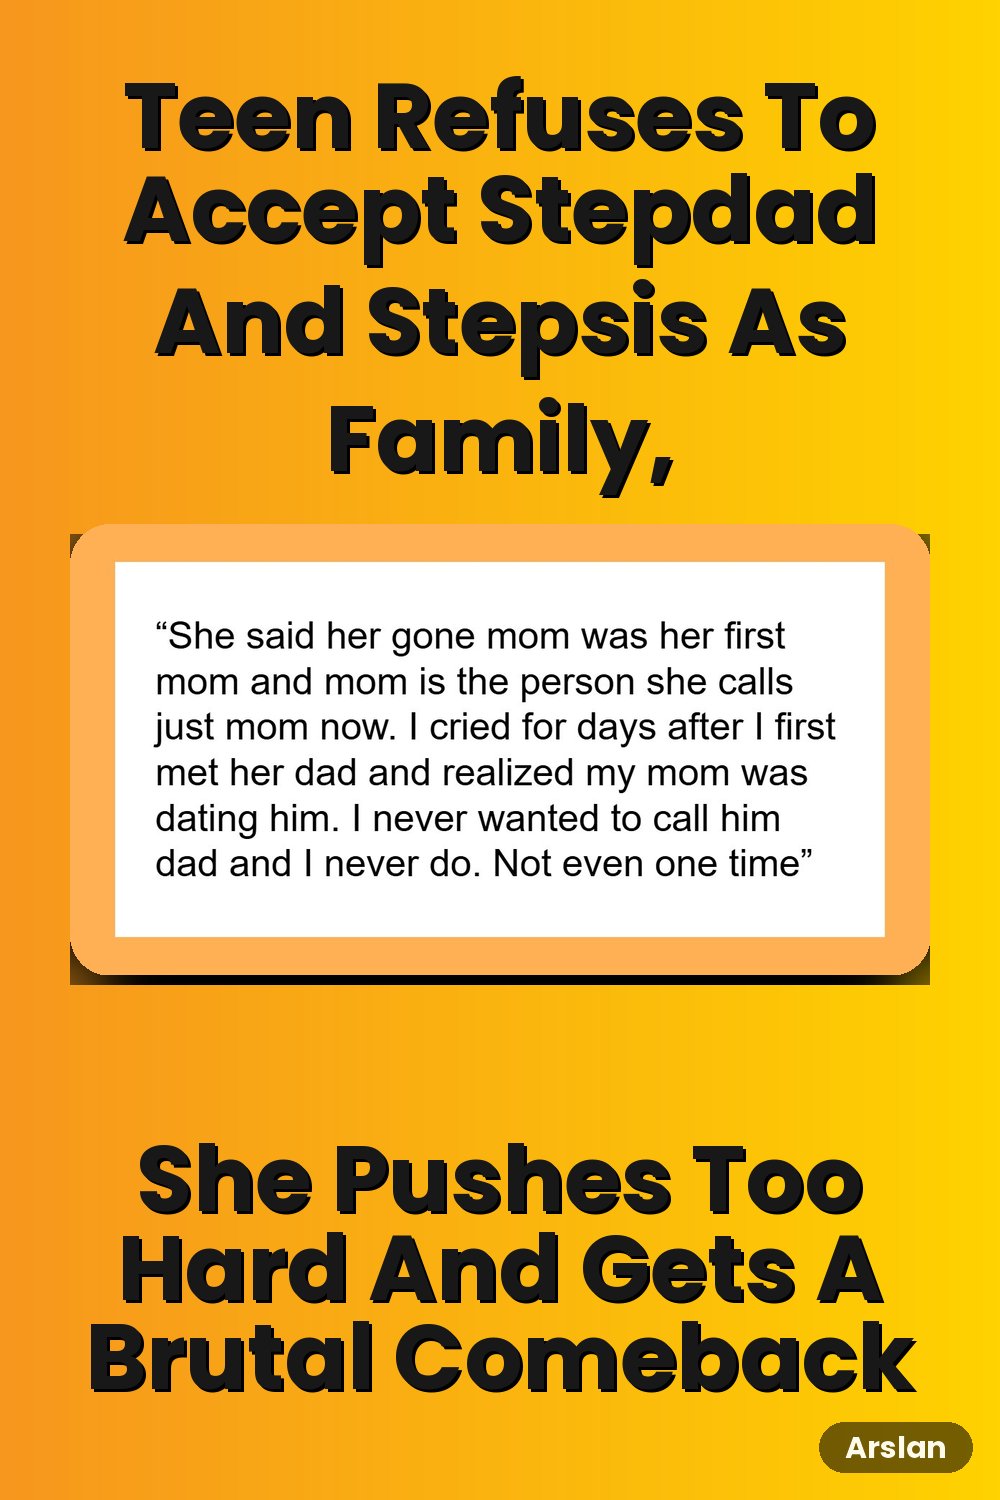 Teen Refuses To
Accept Stepdad
And Stepsis As
Family,
“She said her gone mom was her first
mom and mom is the person she calls
just mom now. I cried for days after I first
met her dad and realized my mom was
dating him. I never wanted to call him
dad and I never do. Not even one time”
She Pushes Too
Hard And Gets A
Brutal Comeback
Arslan